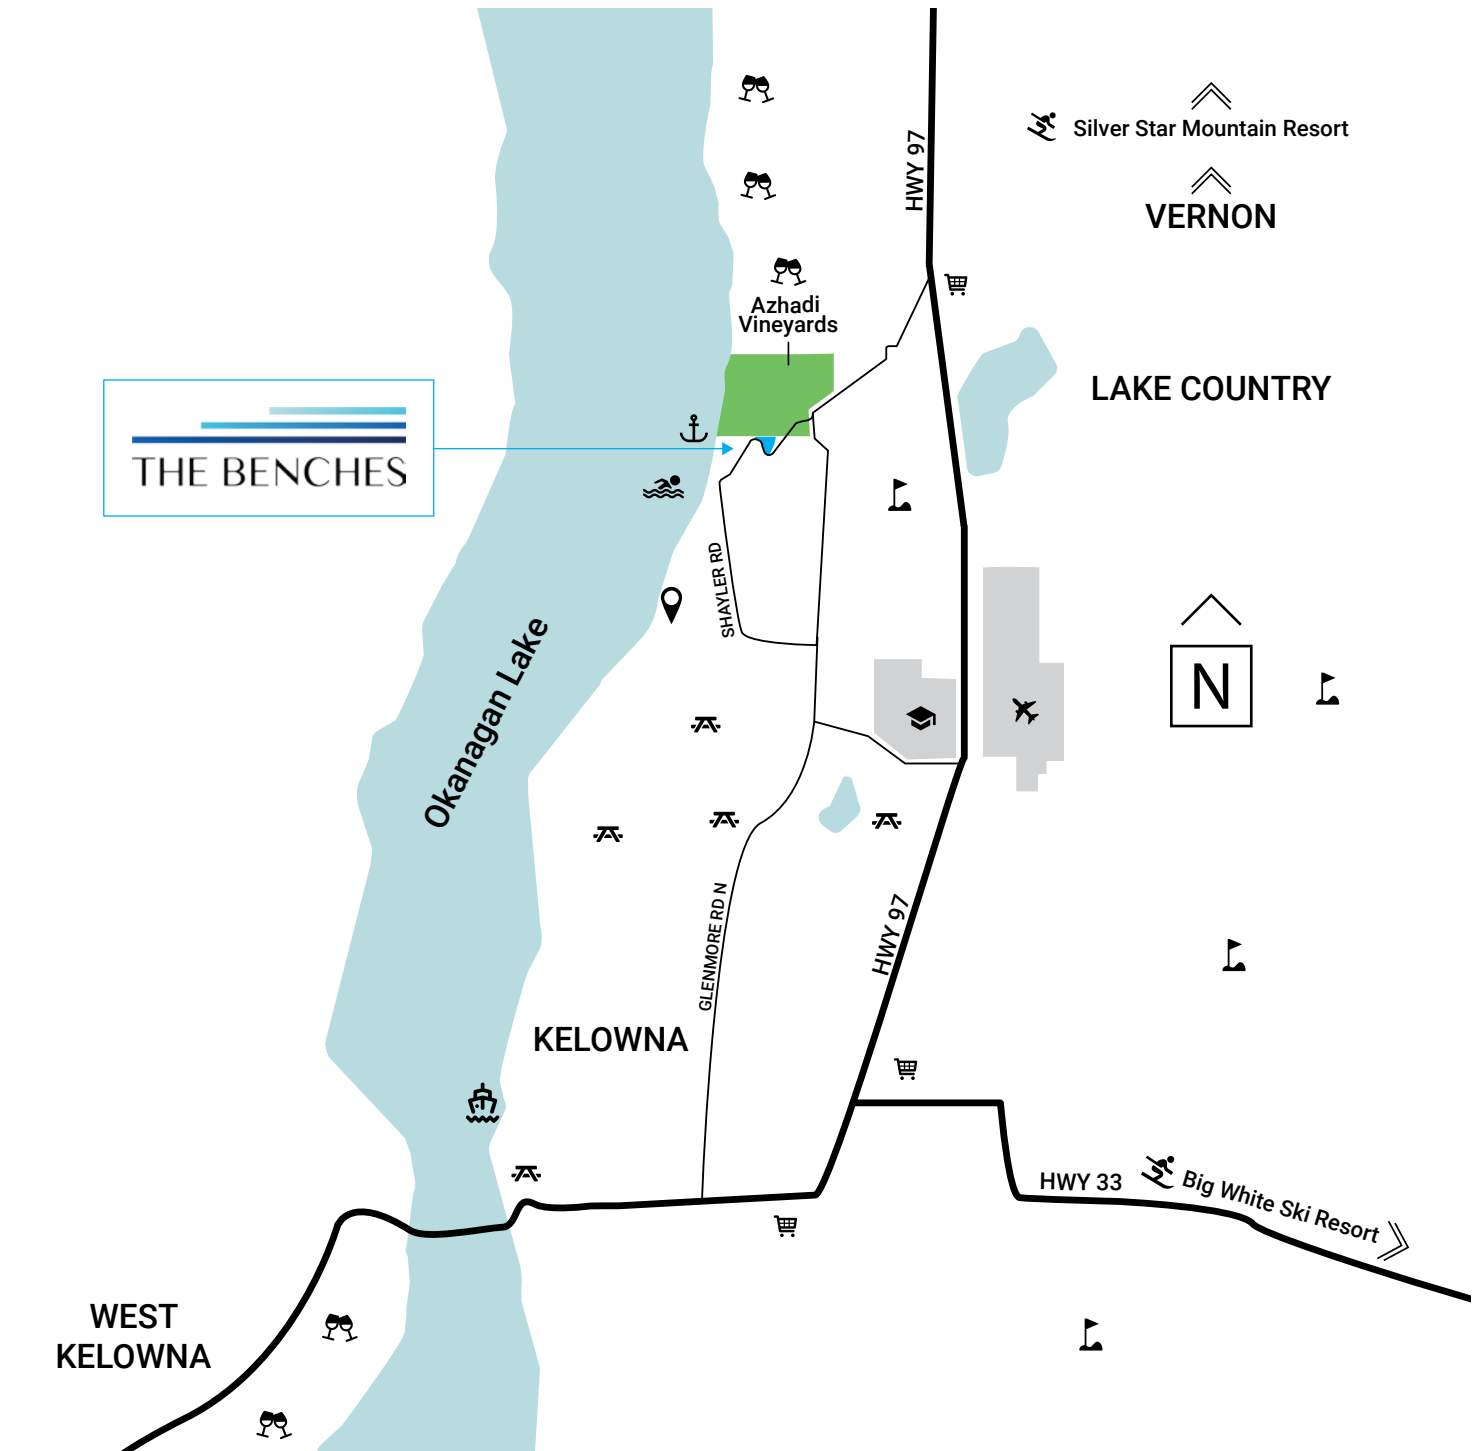 HWY 97
Silver Star Mountain Resort
VERNON
Azhadi
Vineyards
LAKE COUNTRY
THE BENCHES
SHAYLER RD
Okanagan Lake
N
GLENMORE RD N
HWY 97
KELOWNA
HWY 33
Big White Ski Resort
WEST
KELOWNA